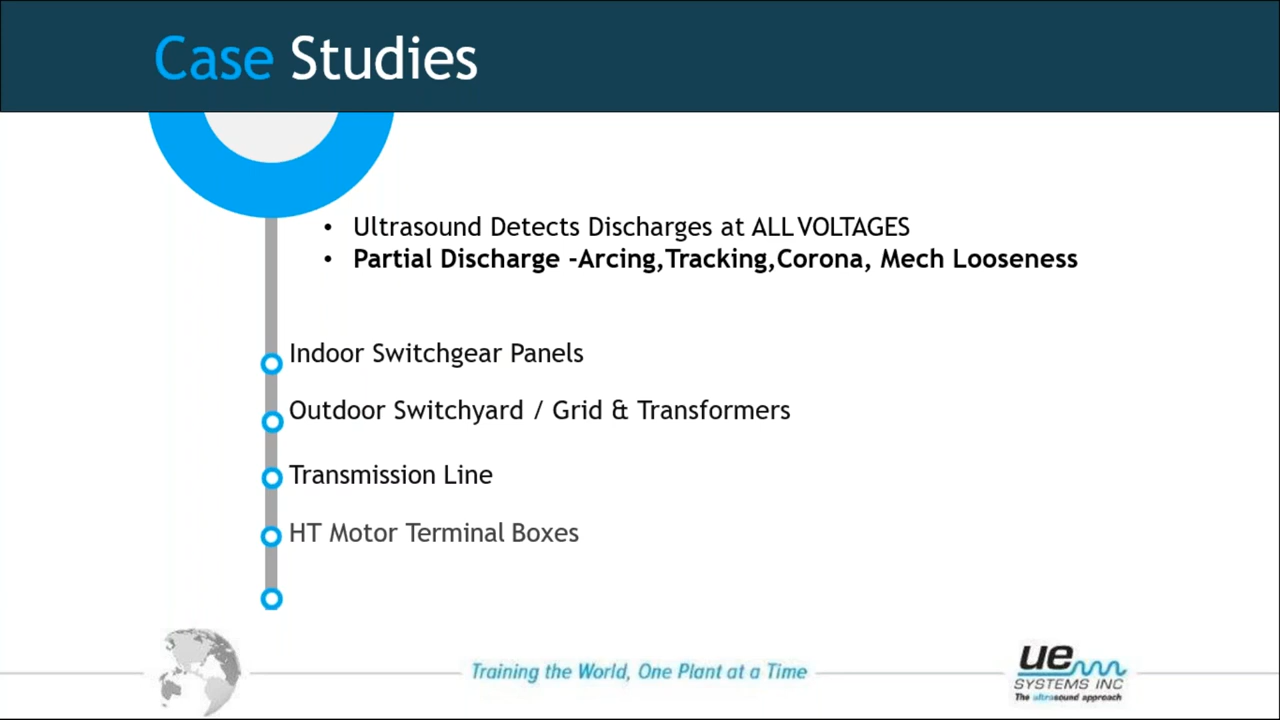 Case Studies
• Ultrasound Detects Discharges at ALL VOLTAGES
• Partial Discharge -Arcing,Tracking,Corona, Mech Looseness
Indoor Switchgear Panels
Outdoor Switchyard / Grid & Transformers
Transmission Line
HT Motor Terminal Boxes
Training the World, One Plant at a Time
ue
SYSTEMS INC
The ultrasound approach